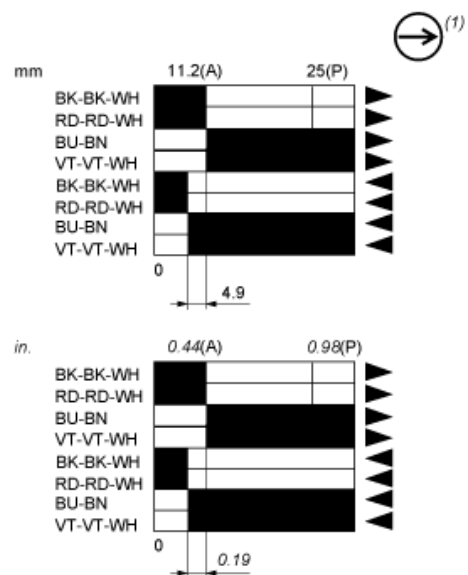 (1)
mm 11.2(A) 25(P)
BK-BK-WH
RD-RD-WH
BU-BN
VT-VT-WH
BK-BK-WH
RD-RD-WH
BU-BN
VT-VT-WH
0
4.9
in. 0.44(A) 0.98(P)
BK-BK-WH
RD-RD-WH
BU-BN
VT-VT-WH
BK-BK-WH
RD-RD-WH
BU-BN
VT-VT-WH
0
0.19